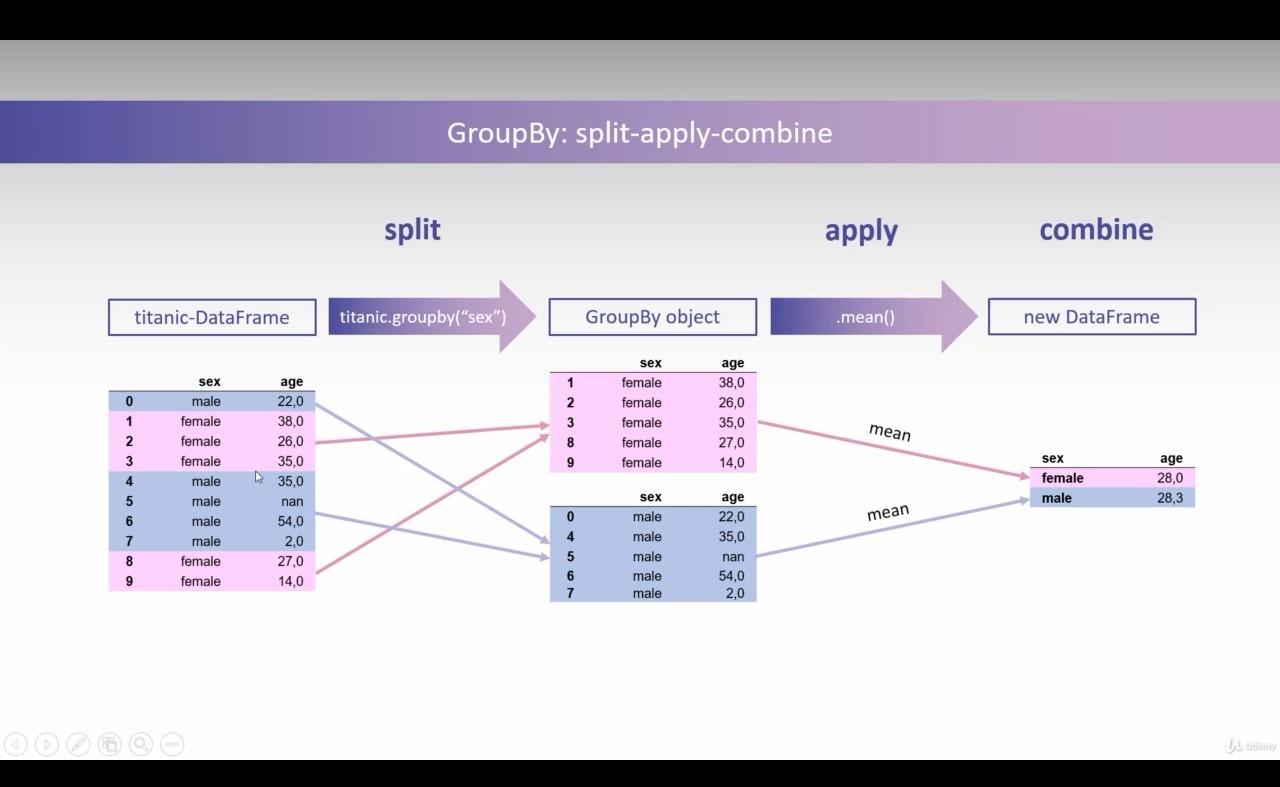 GroupBy: split-apply-combine
split
apply
combine
titanic-DataFrame
titanic.groupby(“sex”)
GroupBy object
.mean()
new DataFrame
sex age
0 male 22,0
1 female 38,0
2 female 26,0
3 female 35,0
4 male 35,0
5 male nan
6 male 54,0
7 male 2,0
8 female 27,0
9 female 14,0
sex age
1 female 38,0
2 female 26,0
3 female 35,0
8 female 27,0
9 female 14,0
sex age
0 male 22,0
4 male 35,0
5 male nan
6 male 54,0
7 male 2,0
mean
mean
sex age
female 28,0
male 28,3
Udemy